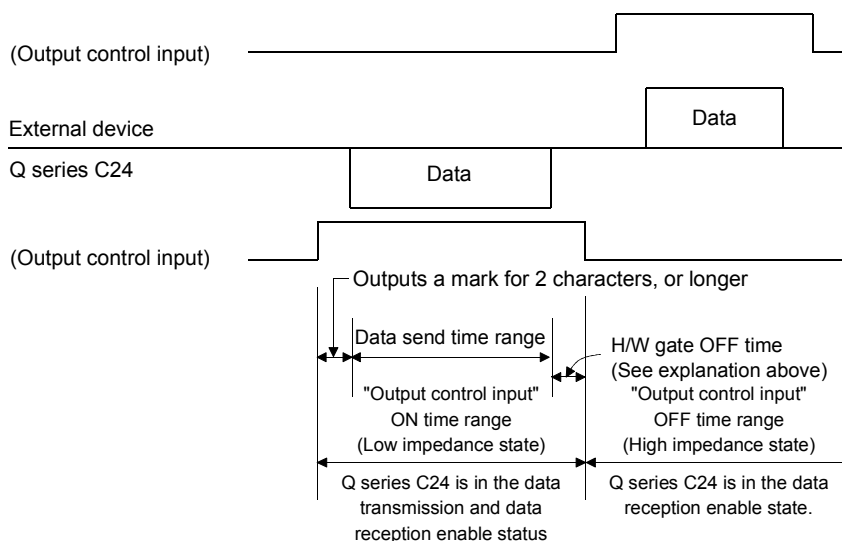 (Output control input)
Data
External device
Q series C24
Data
(Output control input)
Outputs a mark for 2 characters, or longer
Data send time range
H/W gate OFF time
(See explanation above)
"Output control input"
ON time range
(Low impedance state)
"Output control input"
OFF time range
(High impedance state)
Q series C24 is in the data
transmission and data
reception enable status
Q series C24 is in the data
reception enable state.